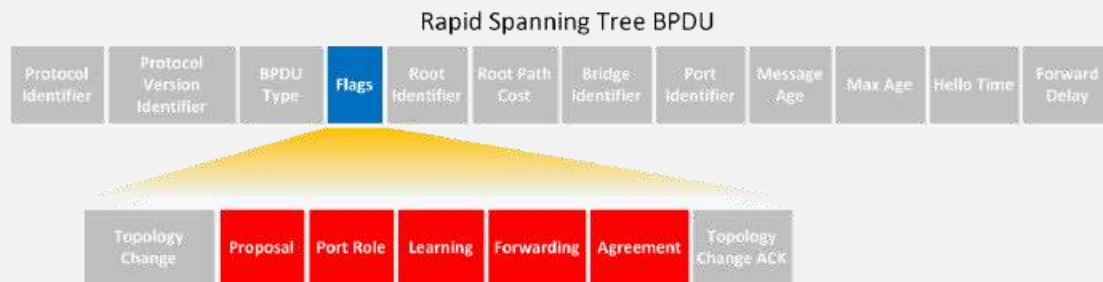 Rapid Spanning Tree BPDU
Protocol Identifier
Protocol Version Identifier
BPDU Type
Flags
Root Identifier
Root Path Cost
Bridge Identifier
Port Identifier
Message Age
Max Age
Hello Time
Forward Delay
Topology Change
Proposal
Port Role
Learning
Forwarding
Agreement
Topology Change ACK